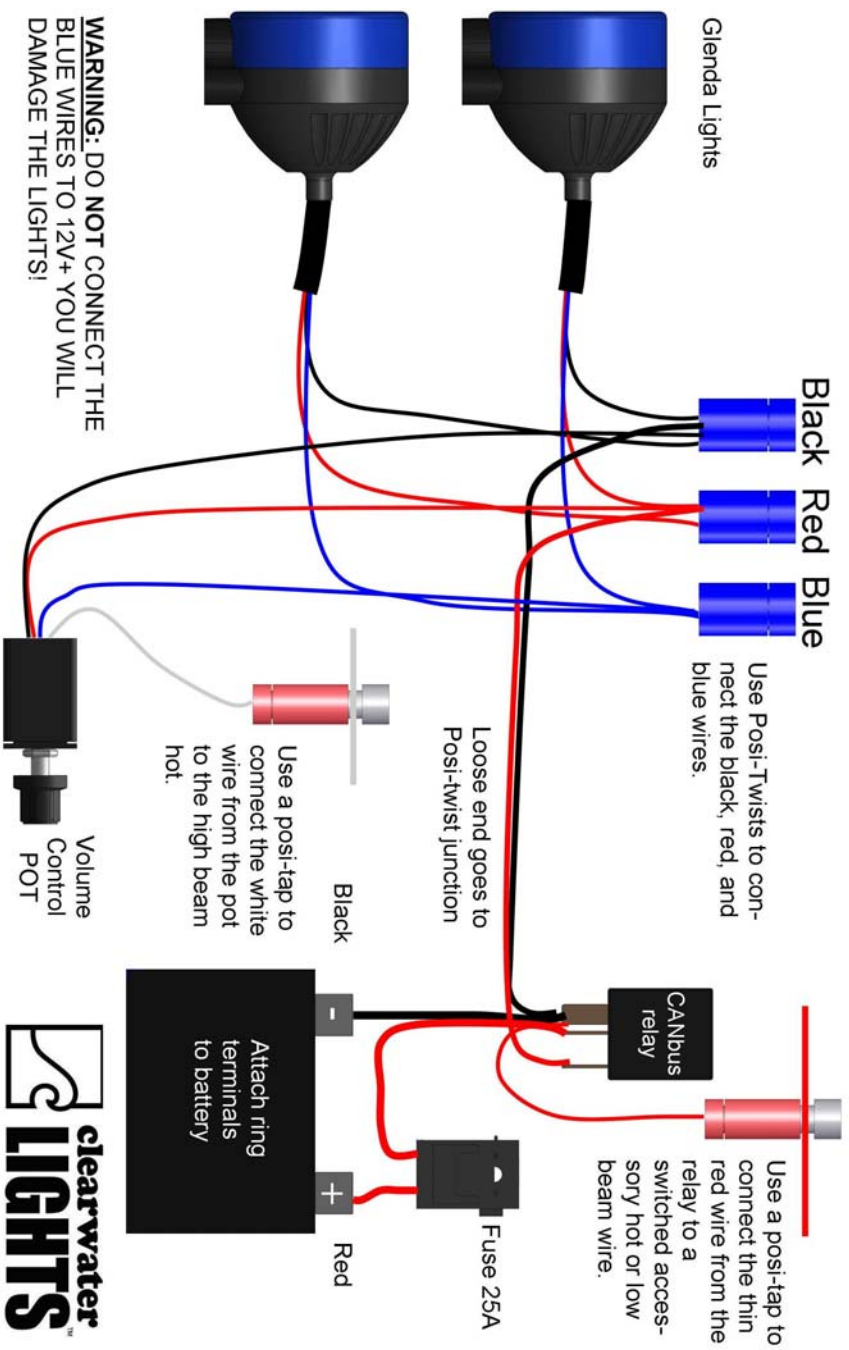 Glenda Lights
Black
Red
Blue
Use Posi-Twists to con-
nect the black, red, and
blue wires.
WARNING: DO NOT CONNECT THE
BLUE WIRES TO 12V+ YOU WILL
DAMAGE THE LIGHTS!
Loose end goes to
Posi-twist junction
Use a posi-tap to
connect the white
wire from the pot
to the high beam
hot.
Volume
Control
POT
CANbus
relay
Use a posi-tap to
connect the thin
red wire from the
relay to a
switched acces-
sory hot or low
beam wire.
Black
-
Attach ring
terminals
to battery
+
Red
Fuse 25A
clearwater
LIGHTS™